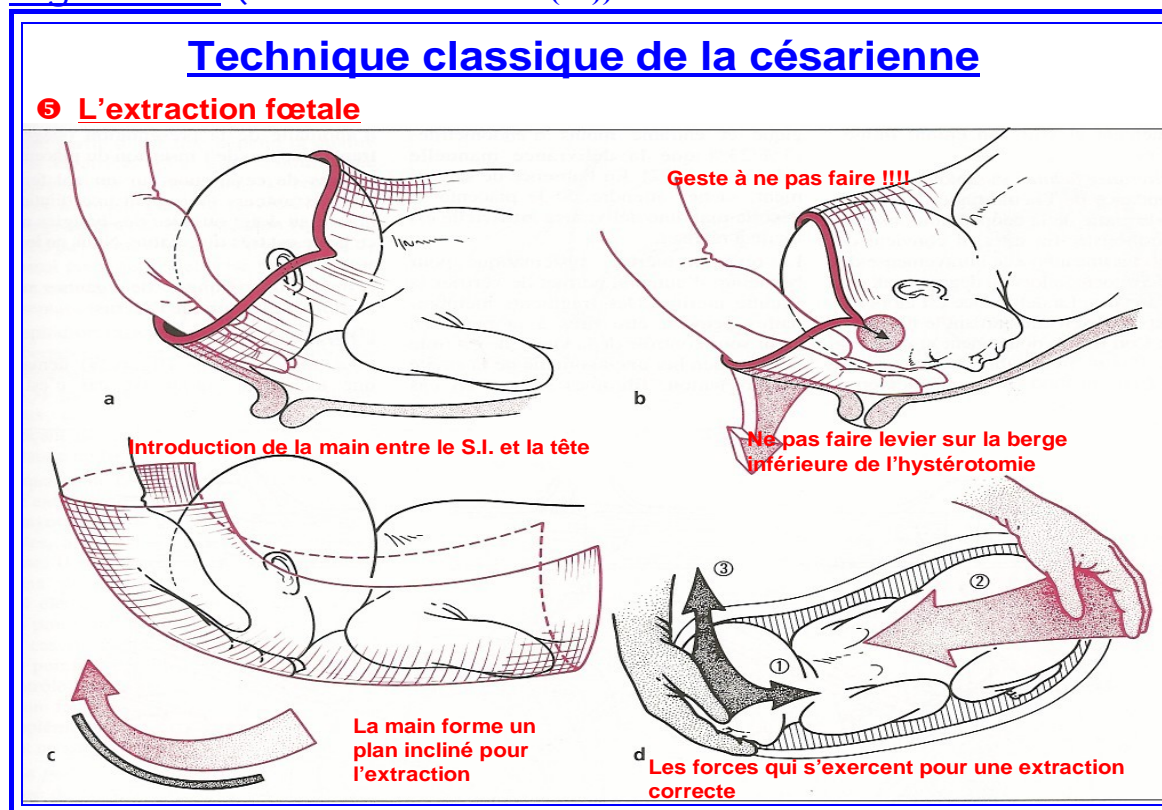 Technique classique de la césarienne
❺ L’extraction fœtale
Geste à ne pas faire !!!!
a
b
Introduction de la main entre le S.I. et la tête
Ne pas faire levier sur la berge
inférieure de l’hystérotomie
③
②
①
La main forme un
plan incliné pour
l’extraction
c
d
Les forces qui s’exercent pour une extraction
correcte